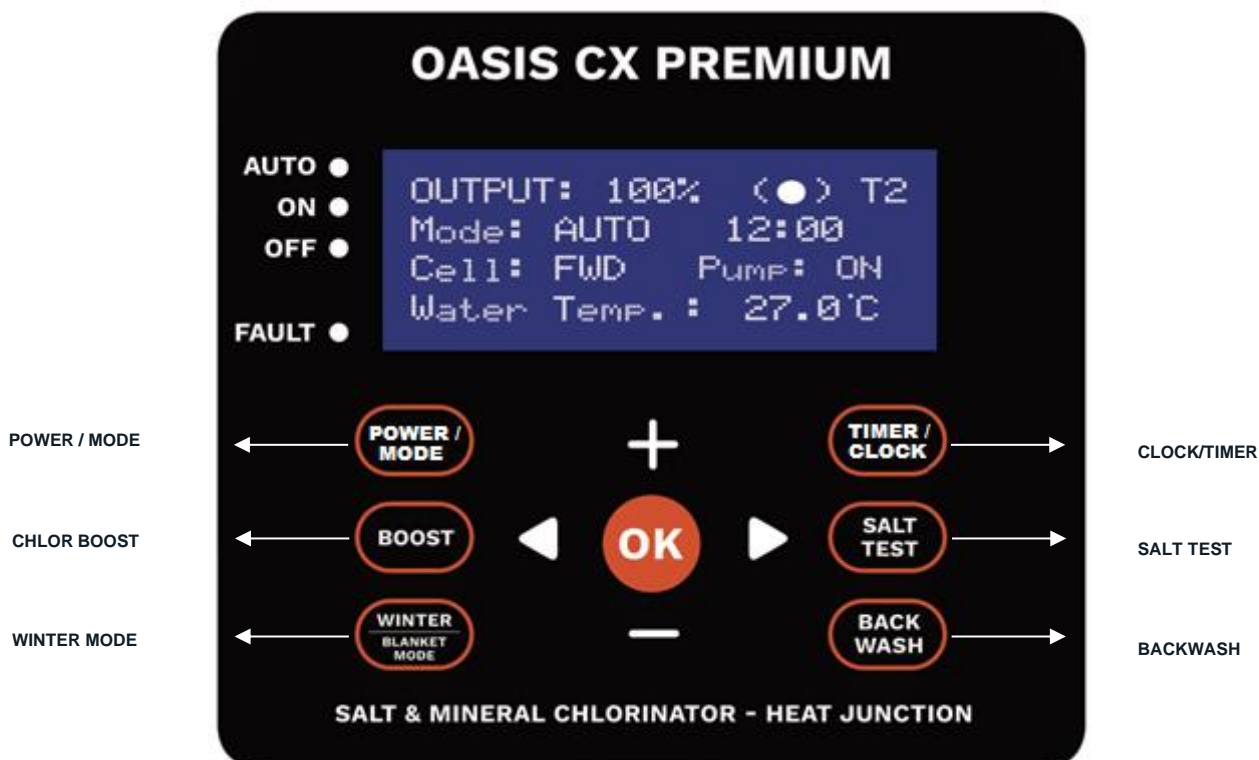 OASIS CX PREMIUM
AUTO
ON
OFF
FAULT
OUTPUT: 100% (●) T2
Mode: AUTO 12:00
Cell: FWD Pump: ON
Water Temp.: 27.0°C
POWER / MODE
POWER /
MODE
+
TIMER /
CLOCK
CLOCK/TIMER
CHLOR BOOST
BOOST
OK
SALT
TEST
SALT TEST
WINTER MODE
WINTER
BLANKET
MODE
−
BACK
WASH
BACKWASH
SALT & MINERAL CHLORINATOR - HEAT JUNCTION